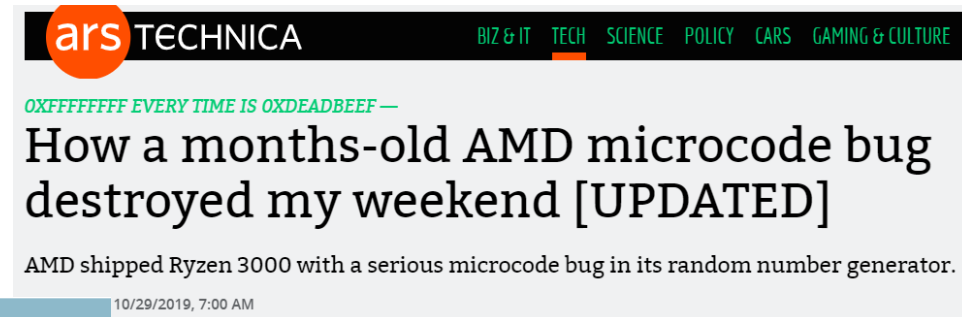 ars TECHNICA
BIZ & IT TECH SCIENCE POLICY CARS GAMING & CULTURE
0XFFFFFFFF EVERY TIME IS 0XDEADBEEF —
How a months-old AMD microcode bug
destroyed my weekend [UPDATED]
AMD shipped Ryzen 3000 with a serious microcode bug in its random number generator.
10/29/2019, 7:00 AM